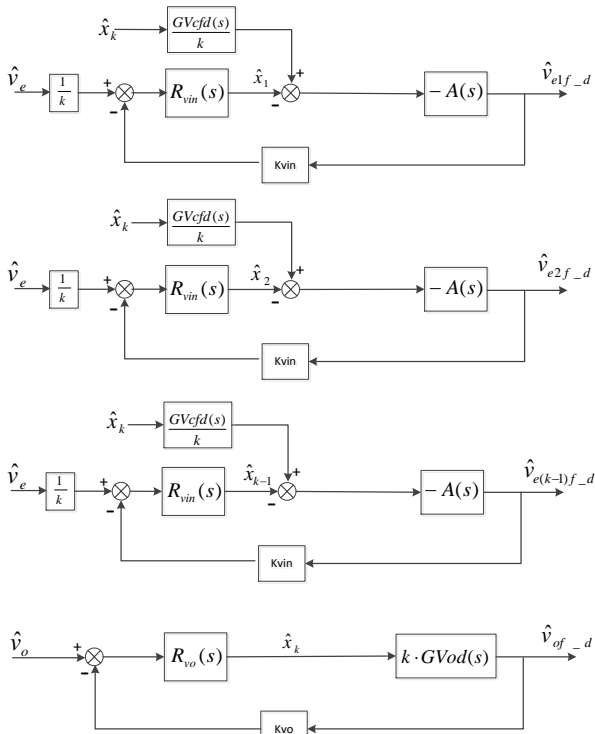 x̂_k GVcfd(s)/k
v̂_e 1/k + - R_vin(s) x̂_1 + - -A(s) v̂_e1f_d
Kvin
x̂_k GVcfd(s)/k
v̂_e 1/k + - R_vin(s) x̂_2 + - -A(s) v̂_e2f_d
Kvin
x̂_k GVcfd(s)/k
v̂_e 1/k + - R_vin(s) x̂_k-1 + - -A(s) v̂_e(k-1)f_d
Kvin
v̂_o + - R_vo(s) x̂_k k·GVod(s) v̂_of_d
Kvo